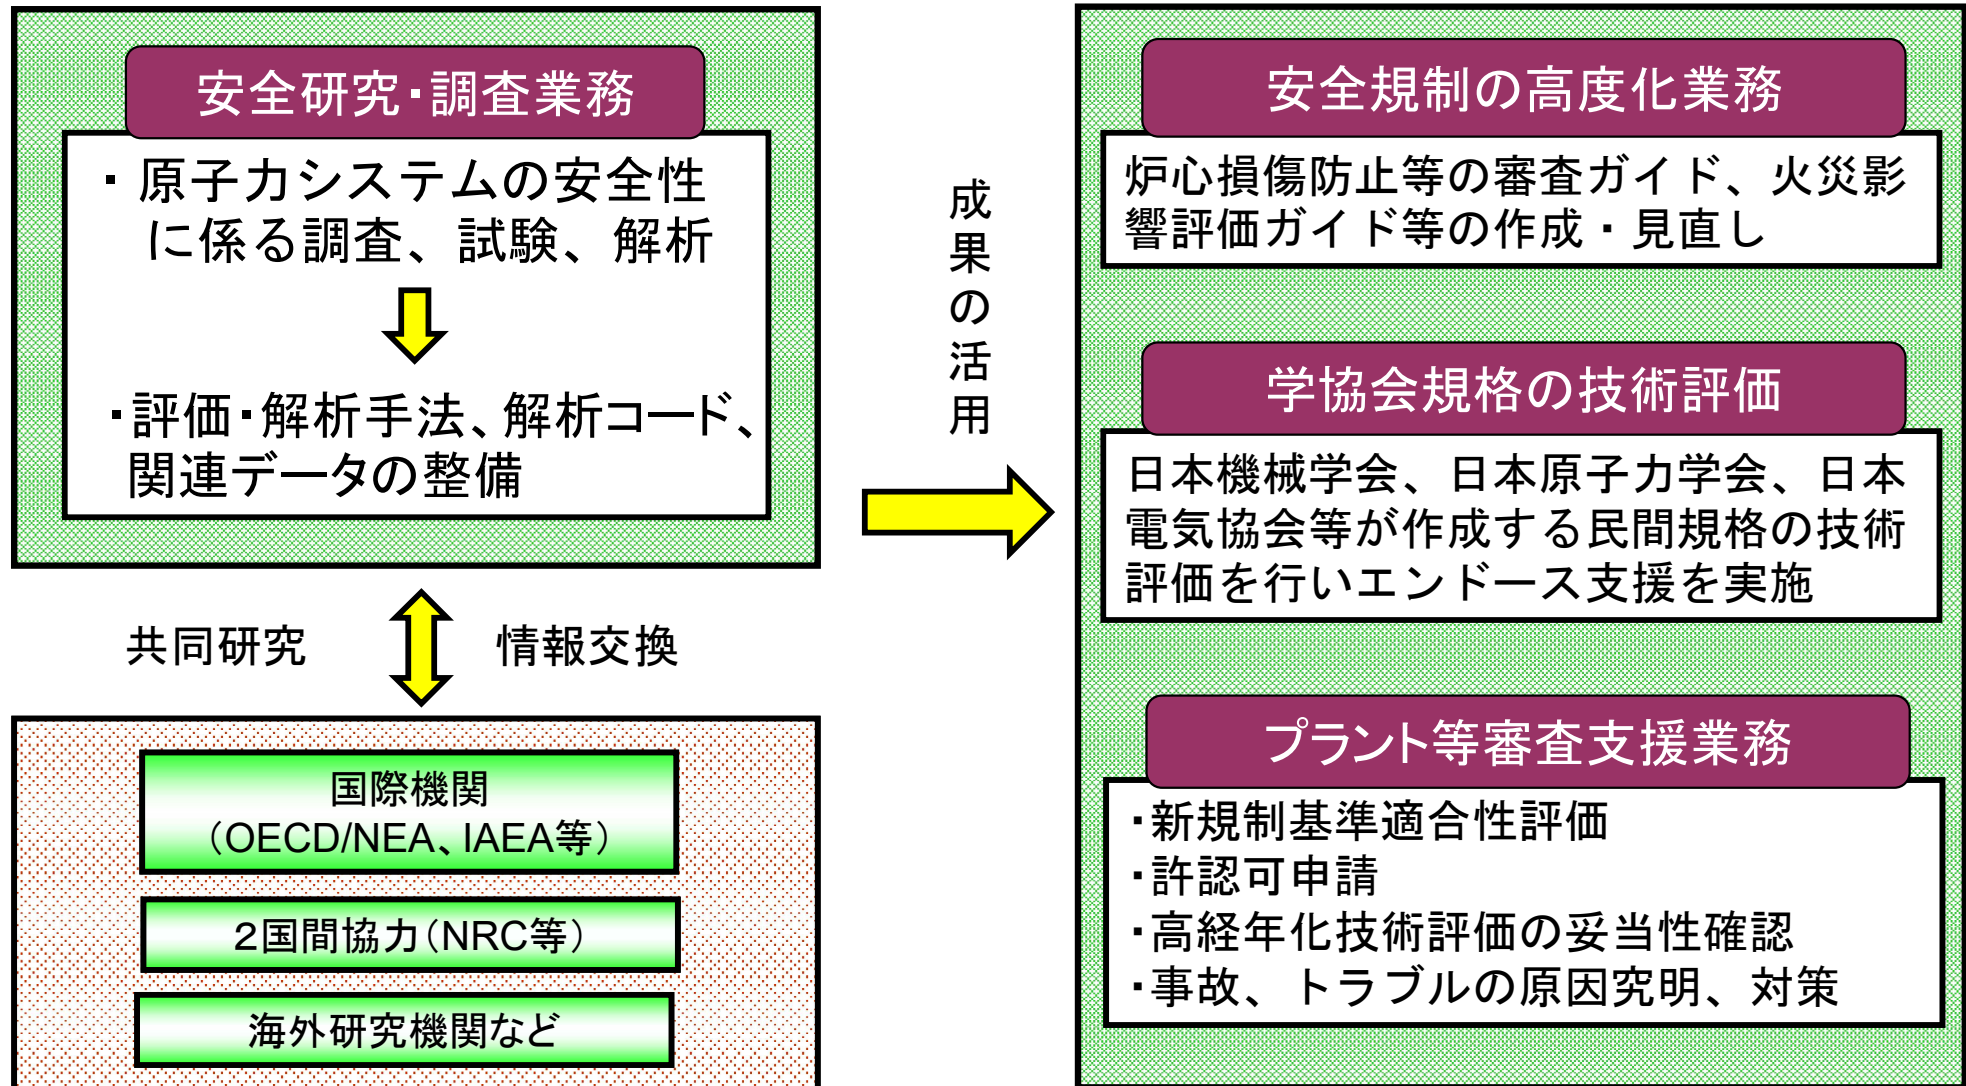 安全研究・調査業務
・原子力システムの安全性
に係る調査、試験、解析
・評価・解析手法、解析コード、
関連データの整備
共同研究
情報交換
国際機関
（OECD/NEA、IAEA等）
２国間協力（NRC等）
海外研究機関など
成果の活用
安全規制の高度化業務
炉心損傷防止等の審査ガイド、火災影
響評価ガイド等の作成・見直し
学協会規格の技術評価
日本機械学会、日本原子力学会、日本
電気協会等が作成する民間規格の技術
評価を行いエンドース支援を実施
プラント等審査支援業務
・新規制基準適合性評価
・許認可申請
・高経年化技術評価の妥当性確認
・事故、トラブルの原因究明、対策